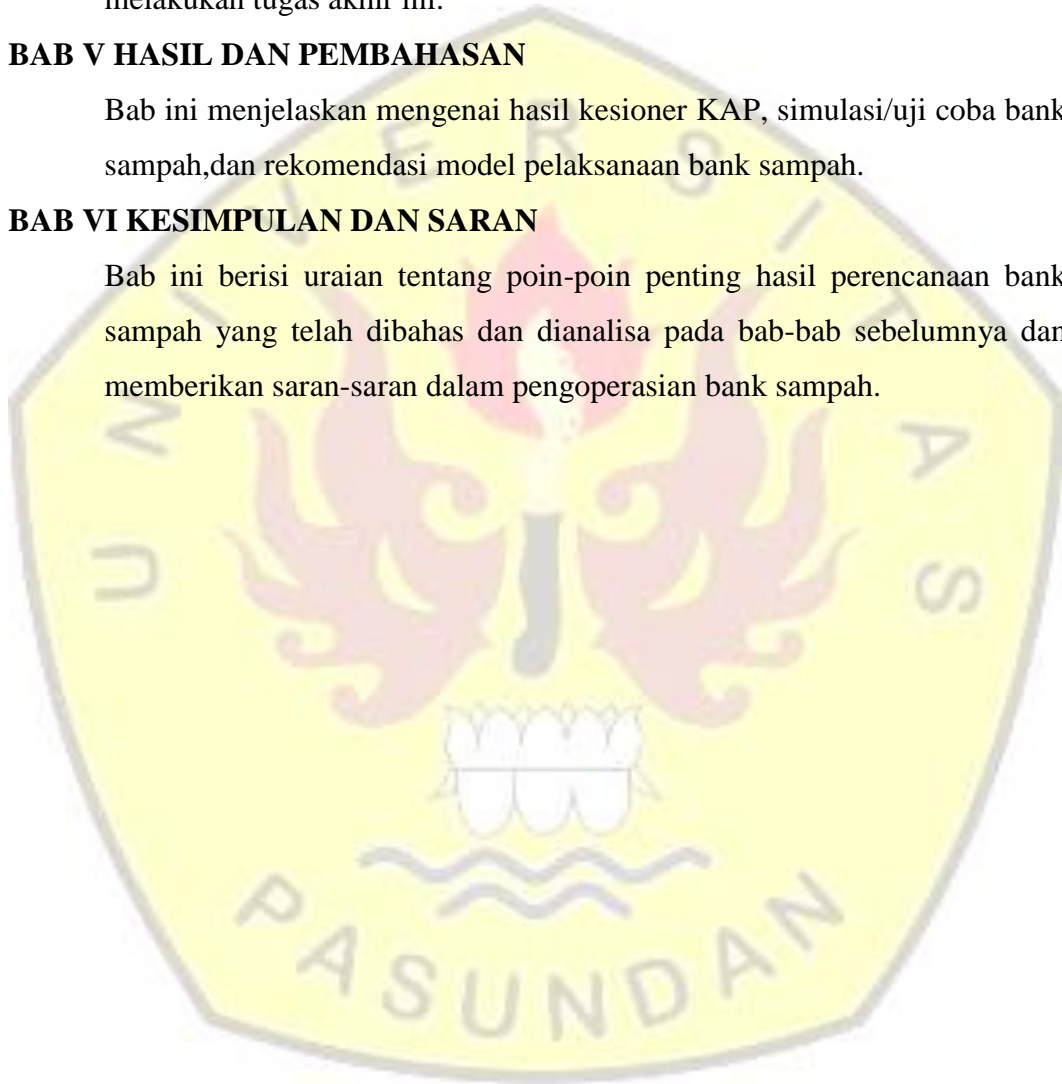 melakukan tugas akhir ini.
BAB V HASIL DAN PEMBAHASAN
Bab ini menjelaskan mengenai hasil kesioner KAP, simulasi/uji coba bank
sampah,dan rekomendasi model pelaksanaan bank sampah.
BAB VI KESIMPULAN DAN SARAN
Bab ini berisi uraian tentang poin-poin penting hasil perencanaan bank
sampah yang telah dibahas dan dianalisa pada bab-bab sebelumnya dan
memberikan saran-saran dalam pengoperasian bank sampah.
UNIVERSITAS
PASUNDAN